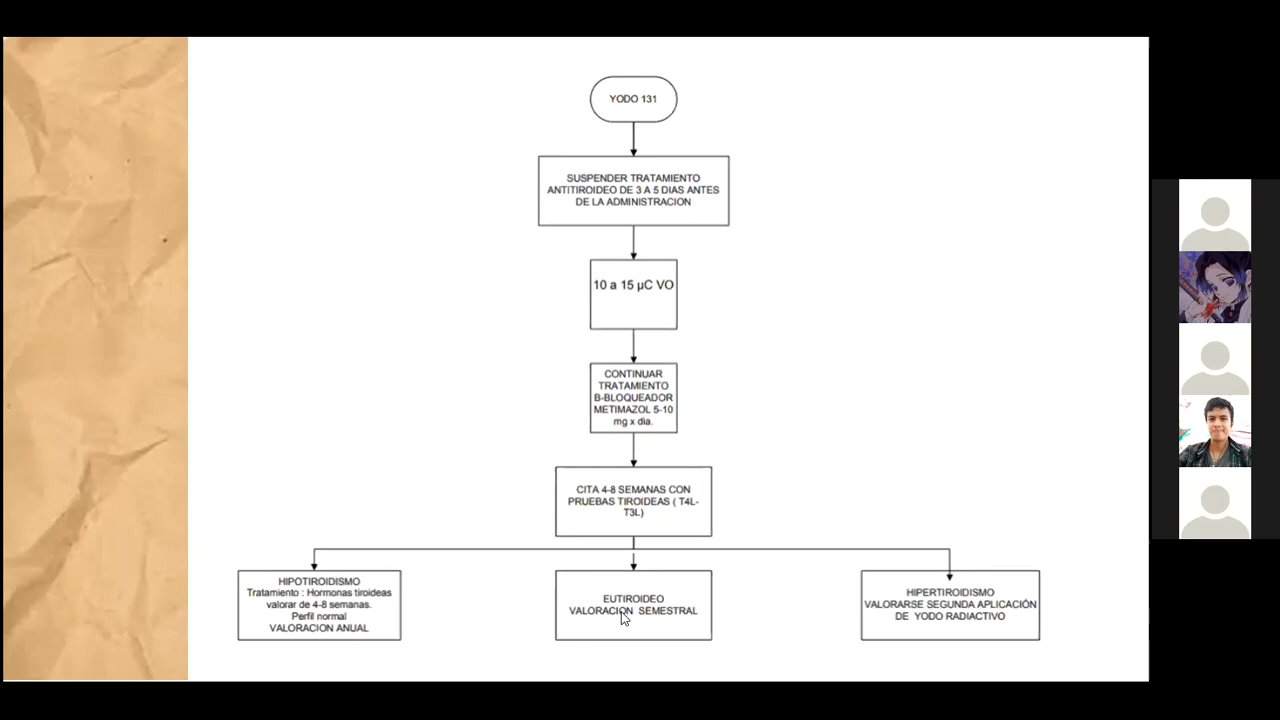 YODO 131
SUSPENDER TRATAMIENTO
ANTITIROIDEO DE 3 A 5 DIAS ANTES
DE LA ADMINISTRACION
10 a 15 µC VO
CONTINUAR
TRATAMIENTO
B-BLOQUEADOR
METIMAZOL 5-10
mg x dia.
CITA 4-8 SEMANAS CON
PRUEBAS TIROIDEAS ( T4L-
T3L)
HIPOTIROIDISMO
Tratamiento : Hormonas tiroideas
valorar de 4-8 semanas.
Perfil normal
VALORACION ANUAL
EUTIROIDEO
VALORACION SEMESTRAL
HIPERTIROIDISMO
VALORARSE SEGUNDA APLICACIÓN
DE YODO RADIACTIVO